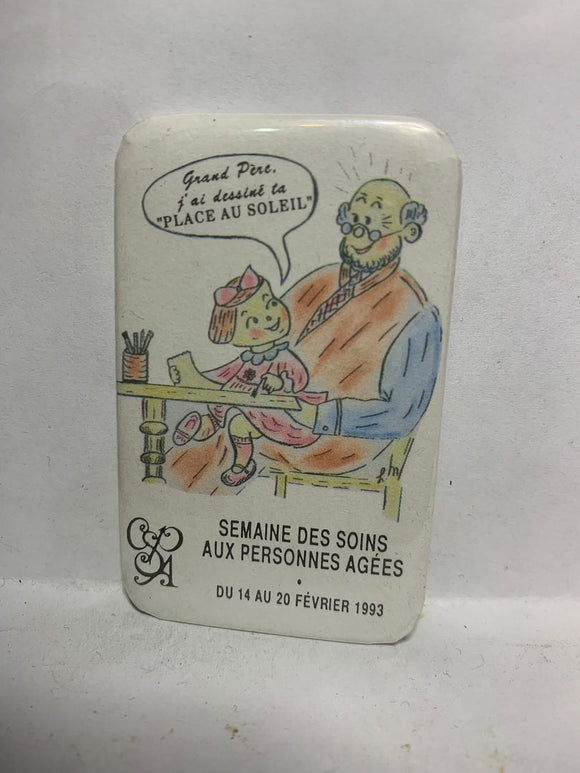 Grand Père,
j'ai dessiné ta
"PLACE AU SOLEIL"
SEMAINE DES SOINS
AUX PERSONNES AGÉES
•
DU 14 AU 20 FÉVRIER 1993